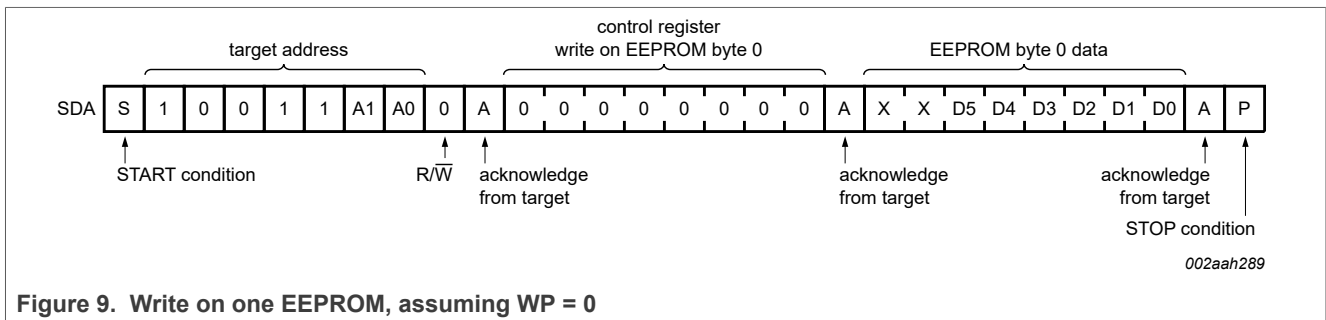 control register
target address
write on EEPROM byte 0
EEPROM byte 0 data
SDA S 1 0 0 1 1 A1 A0 0 A 0 0 0 0 0 0 0 0 A X X D5 D4 D3 D2 D1 D0 A P
START condition
R/W̅
acknowledge
from target
acknowledge
from target
acknowledge
from target
STOP condition
002aah289
Figure 9. Write on one EEPROM, assuming WP = 0